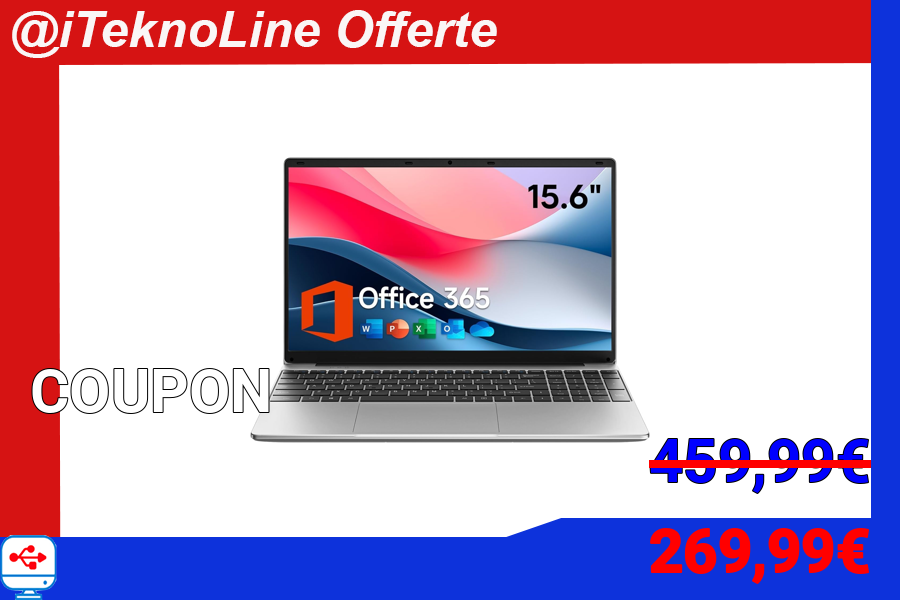 @iTeknoLine Offerte
15.6"
Office 365
W P X O
COUPON
459,99€
269,99€